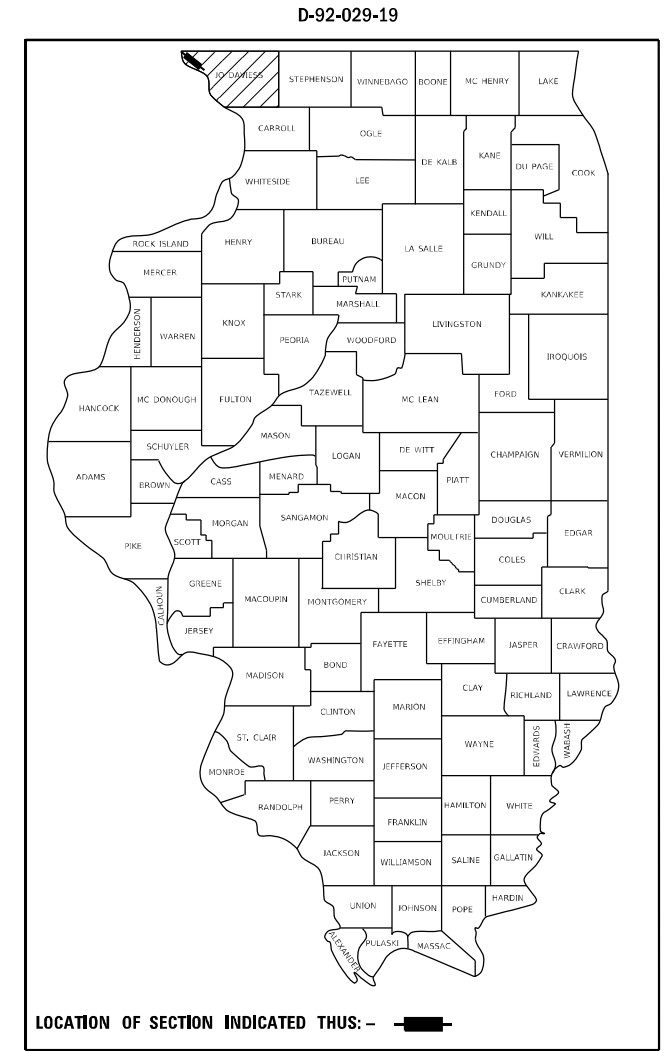 D-92-029-19
JO DAVIESS
STEPHENSON
WINNEBAGO
BOONE
MC HENRY
LAKE
CARROLL
OGLE
DE KALB
KANE
DU PAGE
COOK
WHITESIDE
LEE
KENDALL
WILL
ROCK ISLAND
HENRY
BUREAU
LA SALLE
GRUNDY
MERCER
PUTNAM
STARK
MARSHALL
KANKAKEE
HENDERSON
WARREN
KNOX
PEORIA
WOODFORD
LIVINGSTON
IROQUOIS
HANCOCK
MC DONOUGH
FULTON
TAZEWELL
MC LEAN
FORD
MASON
SCHUYLER
LOGAN
DE WITT
CHAMPAIGN
VERMILION
ADAMS
BROWN
CASS
MENARD
PIATT
MACON
MORGAN
SANGAMON
DOUGLAS
EDGAR
PIKE
SCOTT
CHRISTIAN
MOULTRIE
COLES
GREENE
MACOUPIN
MONTGOMERY
SHELBY
CUMBERLAND
CLARK
CALHOUN
JERSEY
FAYETTE
EFFINGHAM
JASPER
CRAWFORD
MADISON
BOND
CLAY
RICHLAND
LAWRENCE
CLINTON
MARION
ST. CLAIR
WAYNE
EDWARDS
WABASH
WASHINGTON
JEFFERSON
MONROE
RANDOLPH
PERRY
HAMILTON
WHITE
FRANKLIN
JACKSON
WILLIAMSON
SALINE
GALLATIN
UNION
JOHNSON
POPE
HARDIN
ALEXANDER
PULASKI
MASSAC
LOCATION OF SECTION INDICATED THUS: -